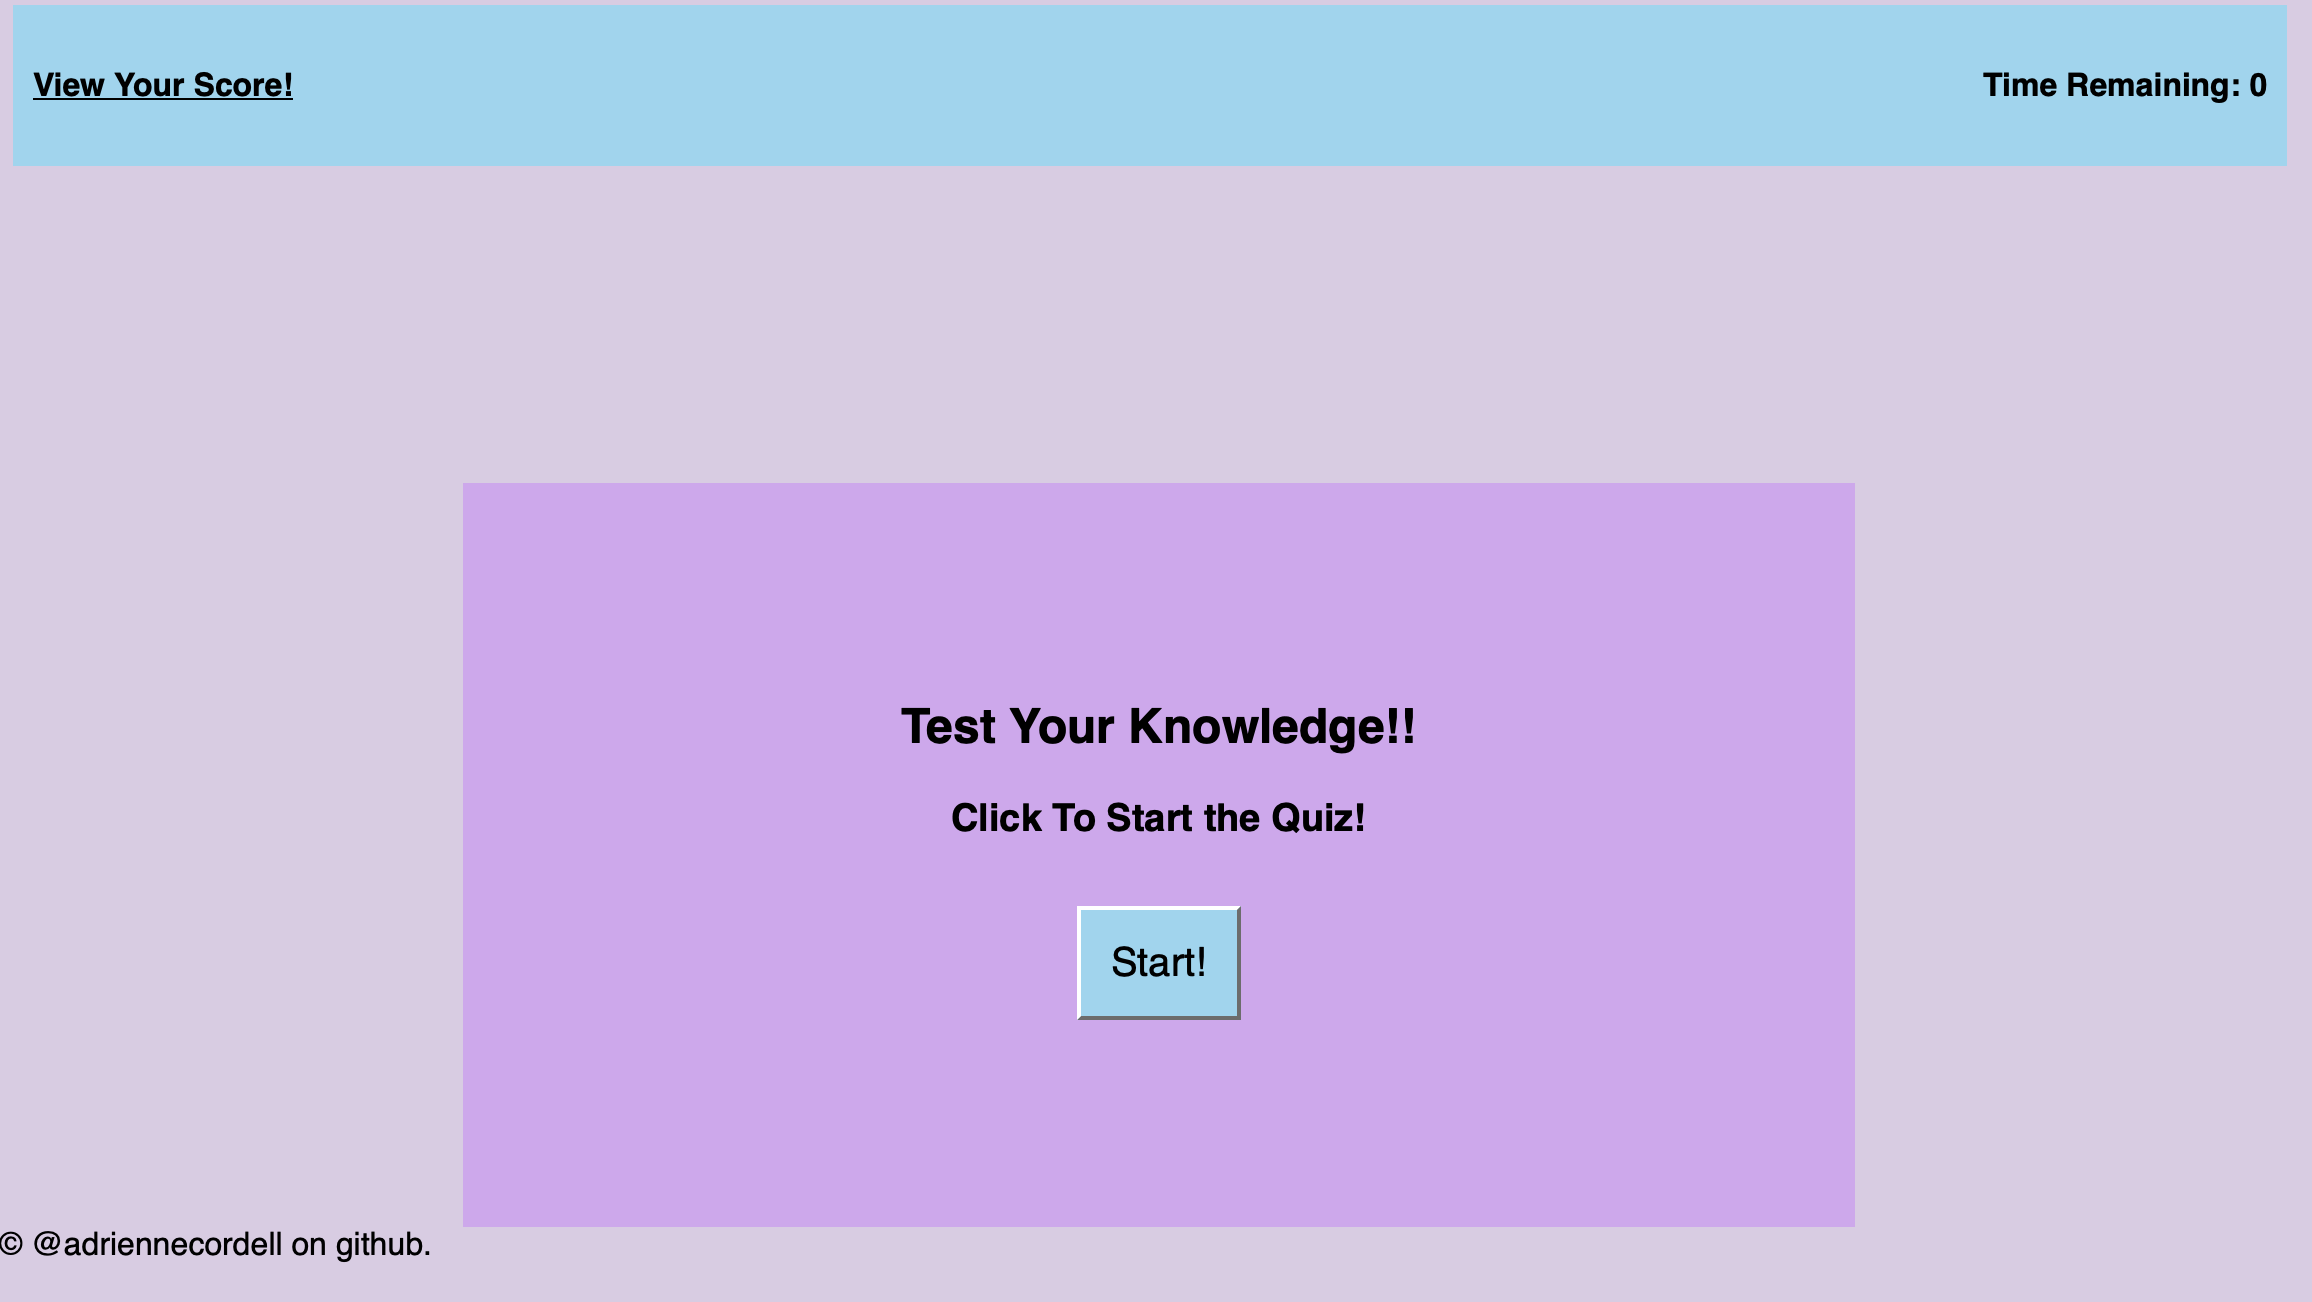 View Your Score!
Time Remaining: 0
Test Your Knowledge!!
Click To Start the Quiz!
Start!
© @adriennecordell on github.